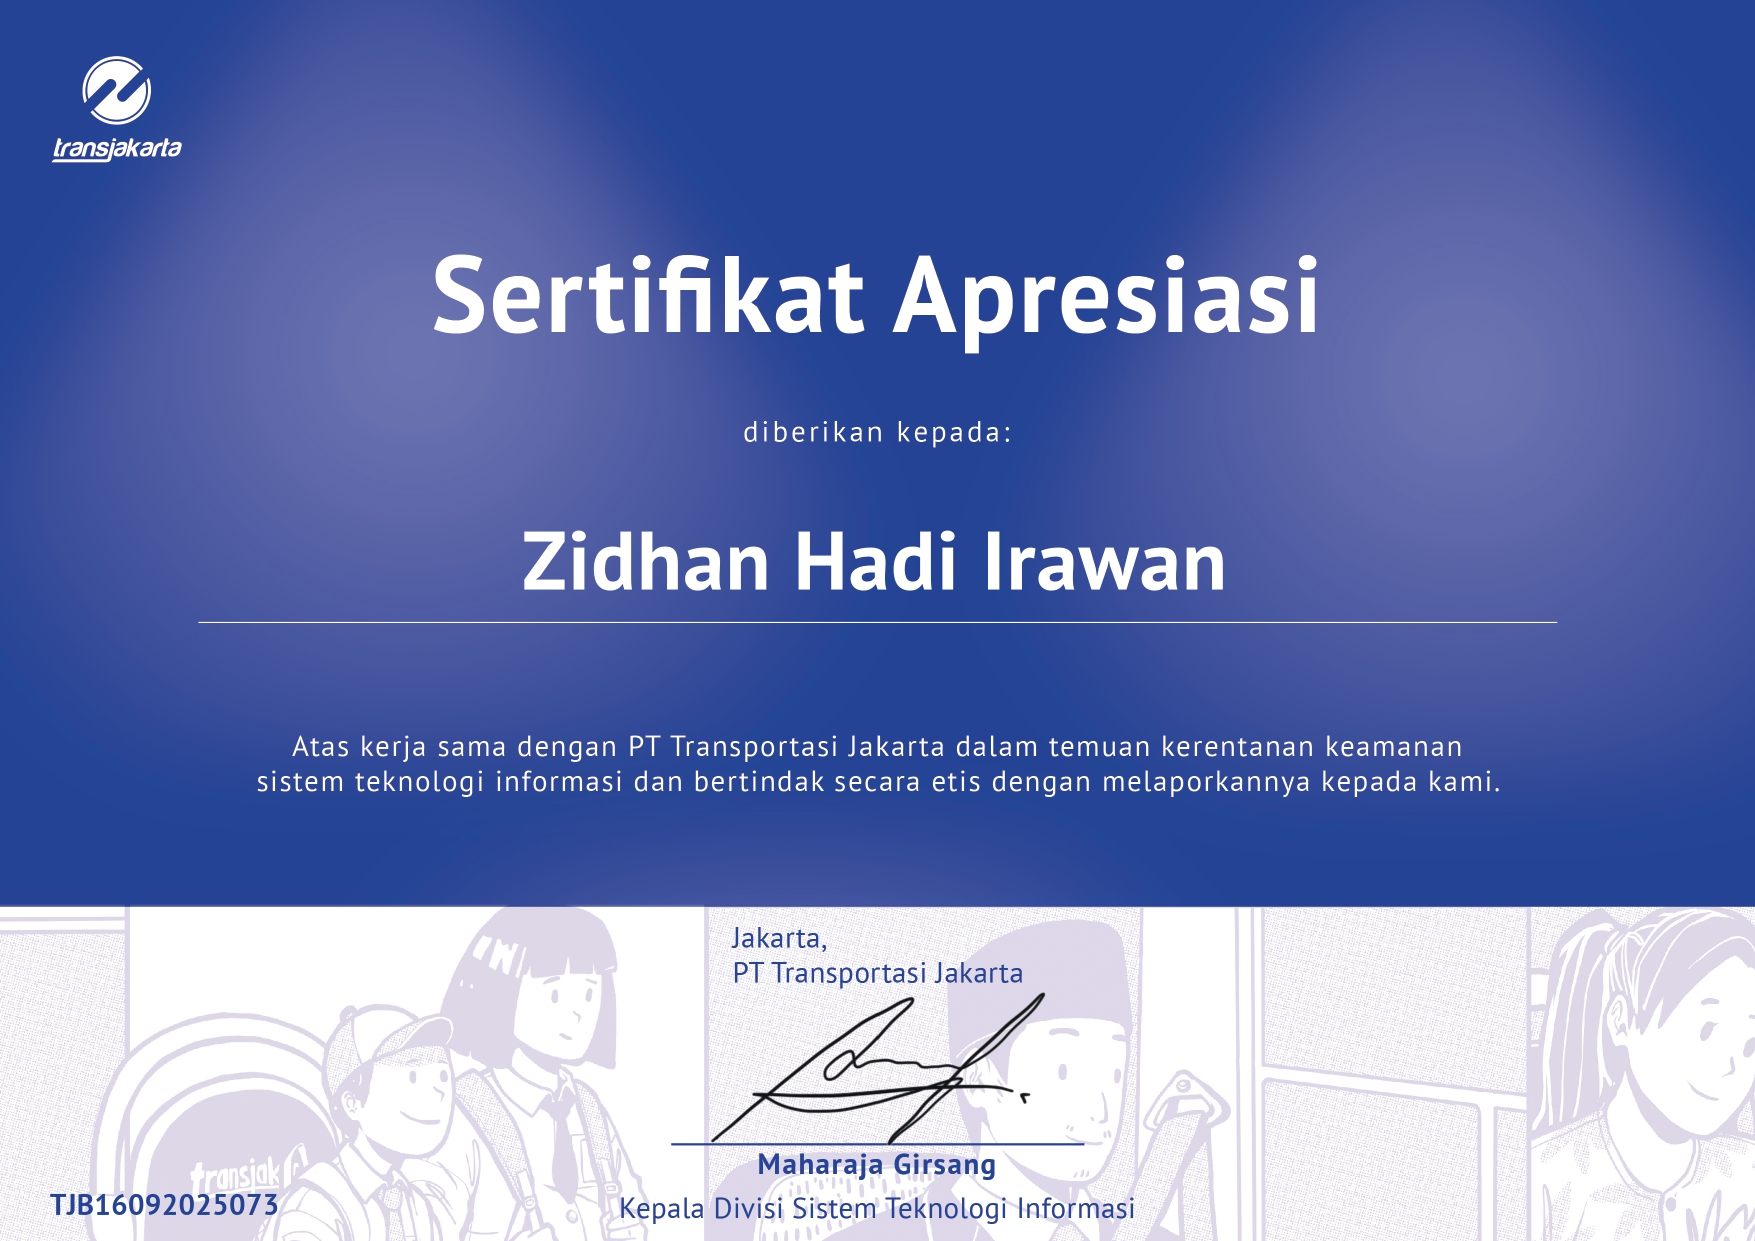 transjakarta
Sertifikat Apresiasi
diberikan kepada:
Zidhan Hadi Irawan
Atas kerja sama dengan PT Transportasi Jakarta dalam temuan kerentanan keamanan
sistem teknologi informasi dan bertindak secara etis dengan melaporkannya kepada kami.
Jakarta,
PT Transportasi Jakarta
transjak
Maharaja Girsang
Kepala Divisi Sistem Teknologi Informasi
TJB16092025073